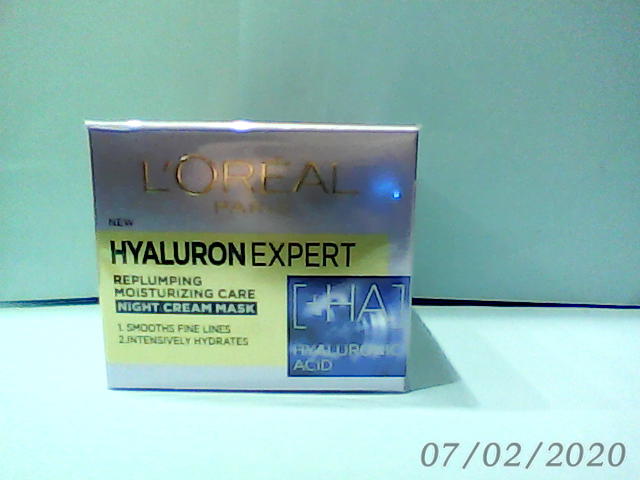 L'ORÉAL
PARIS
NEW
HYALURON EXPERT
REPLUMPING
MOISTURIZING CARE
NIGHT CREAM MASK
1. SMOOTHS FINE LINES
2.INTENSIVELY HYDRATES
[+HA]
HYALURONIC
ACID
07/02/2020